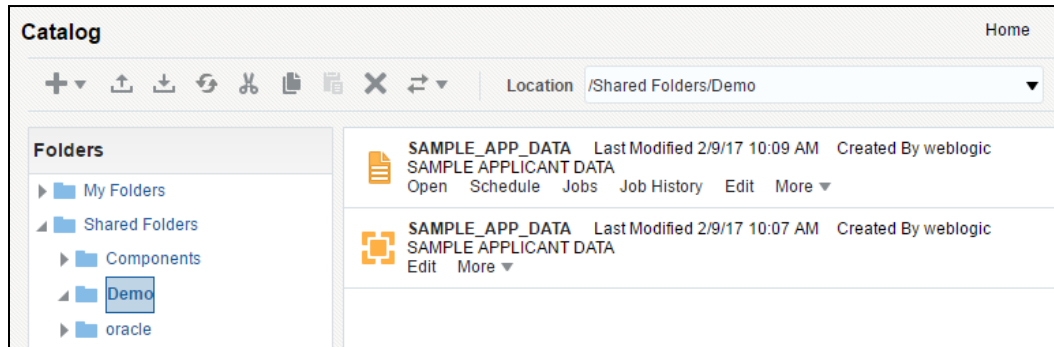 Catalog
Home
Location /Shared Folders/Demo
Folders
My Folders
Shared Folders
Components
Demo
oracle
SAMPLE_APP_DATA Last Modified 2/9/17 10:09 AM Created By weblogic
SAMPLE APPLICANT DATA
Open Schedule Jobs Job History Edit More
SAMPLE_APP_DATA Last Modified 2/9/17 10:07 AM Created By weblogic
SAMPLE APPLICANT DATA
Edit More